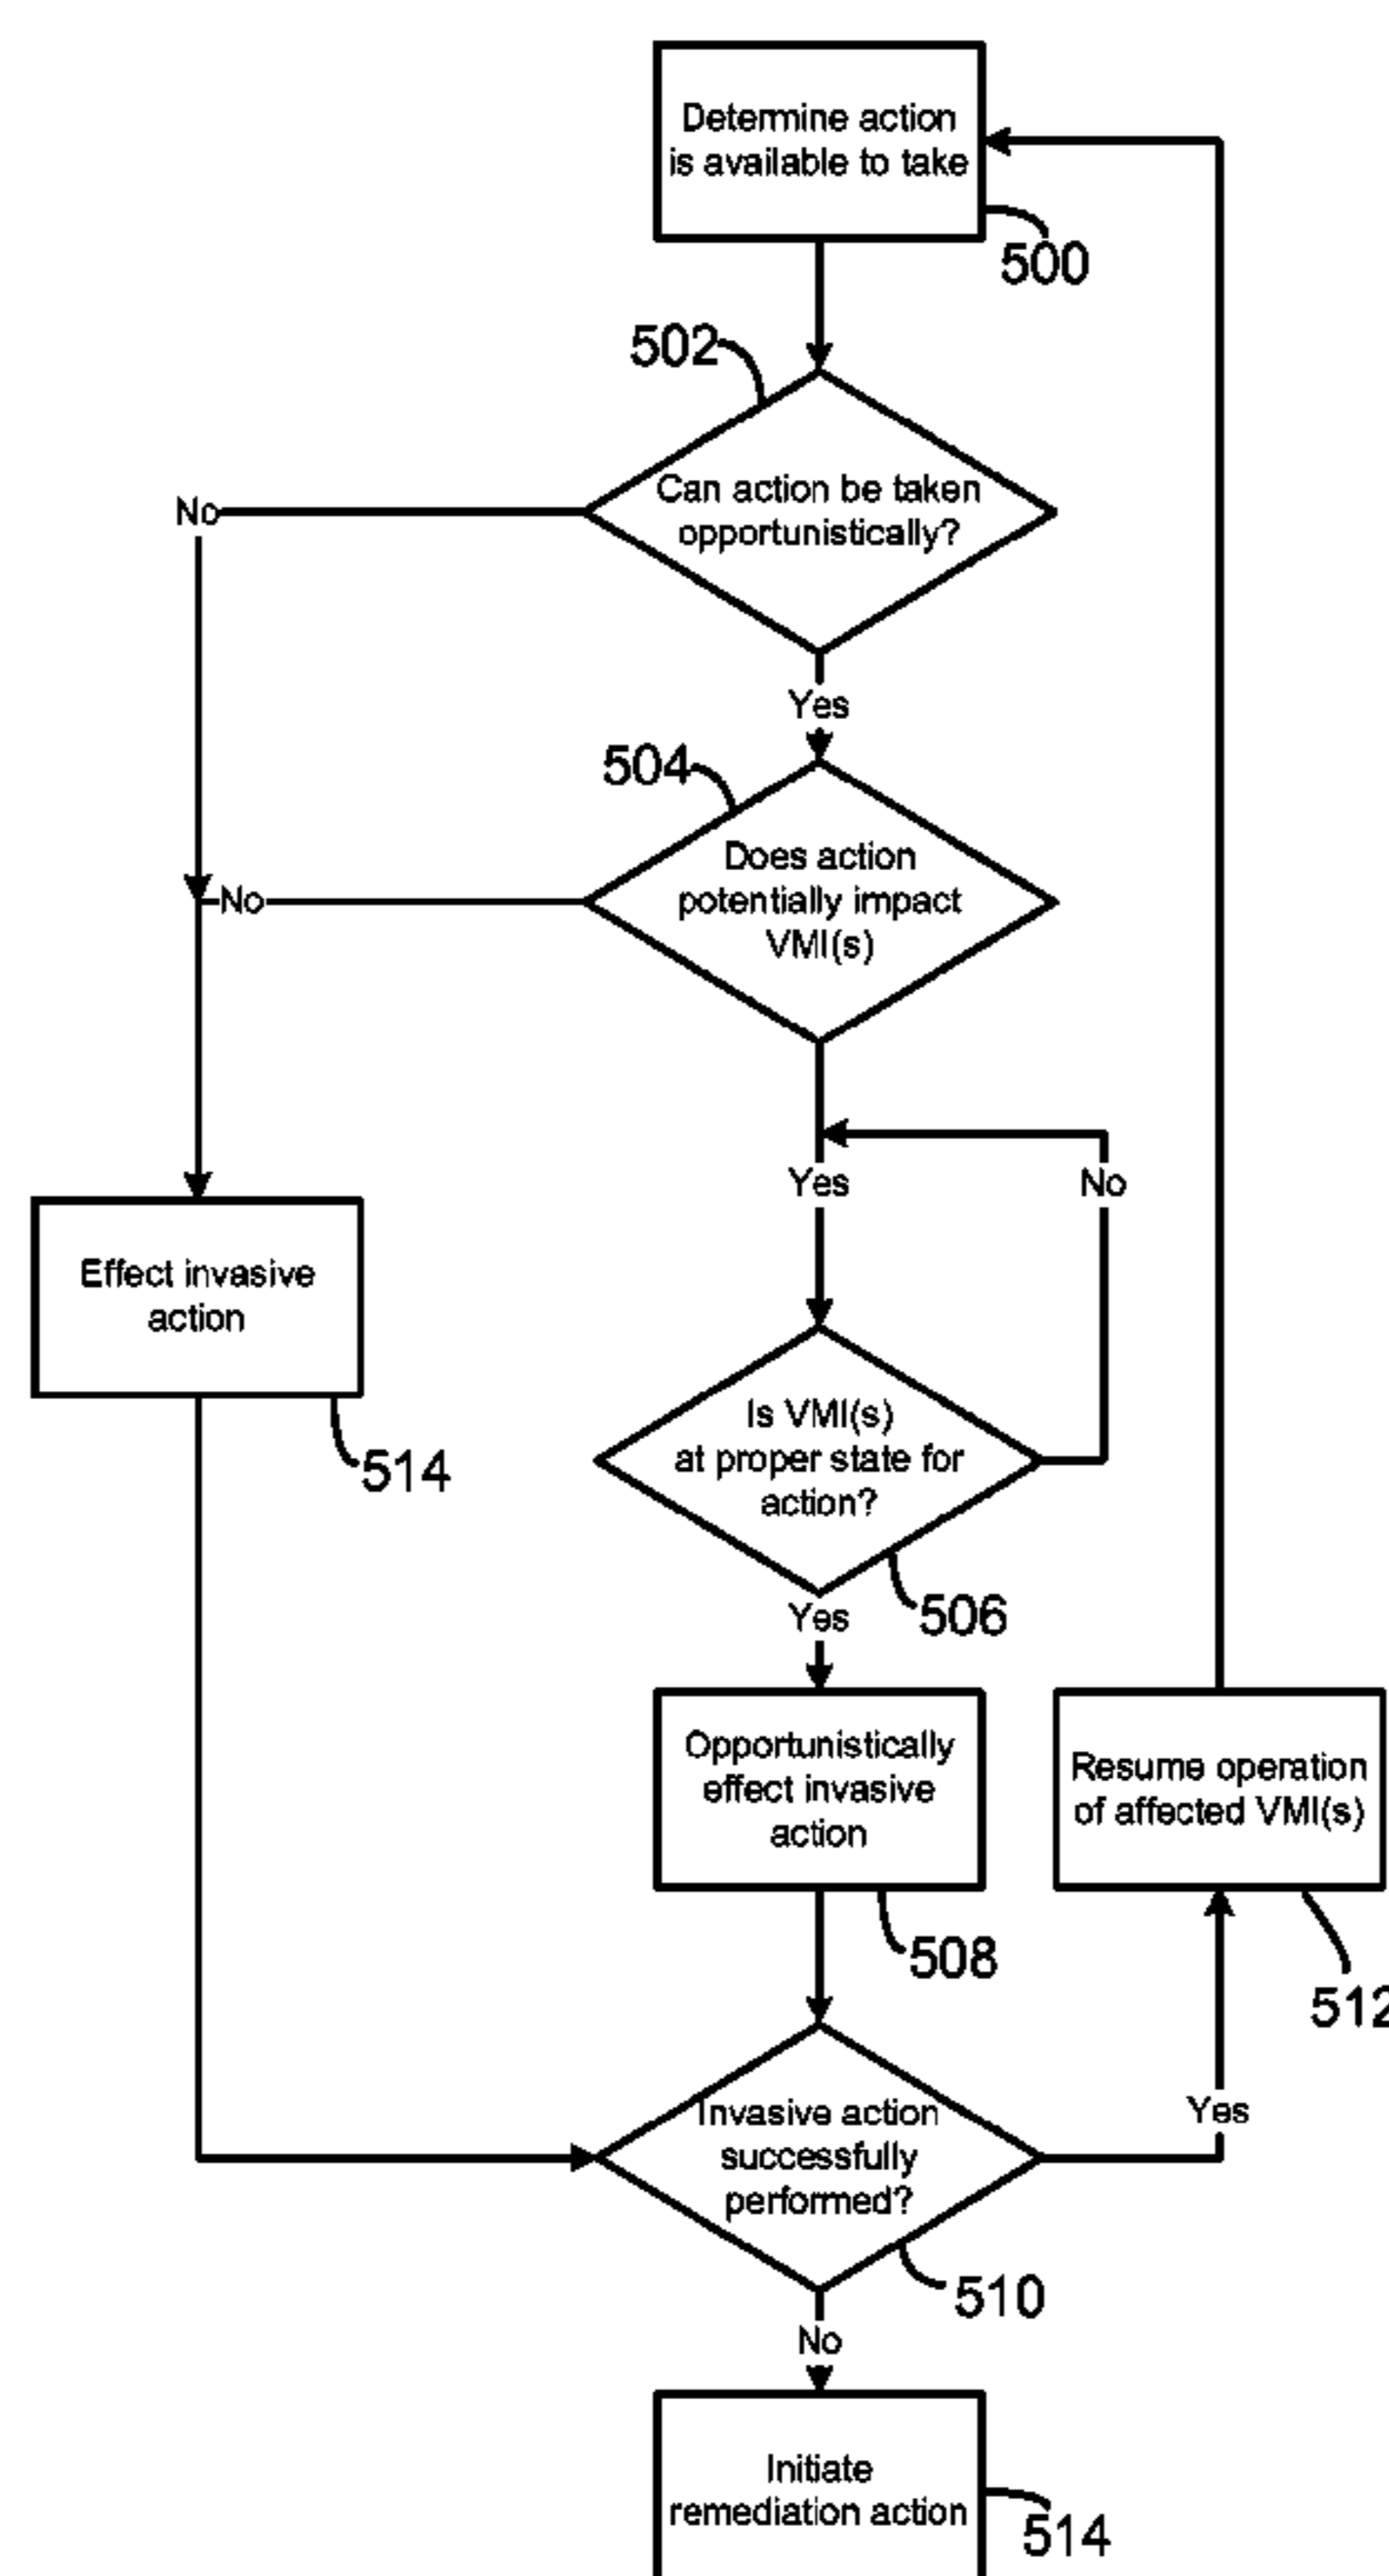 Determine action
is available to take
500
502
Can action be taken
opportunistically?
No
Yes
504
Does action
potentially impact
VMI(s)
No
Yes
No
Effect invasive
action
514
Is VMI(s)
at proper state for
action?
506
Yes
Opportunistically
effect invasive
action
508
Resume operation
of affected VMI(s)
512
Invasive action
successfully
performed?
Yes
510
No
Initiate
remediation action
514